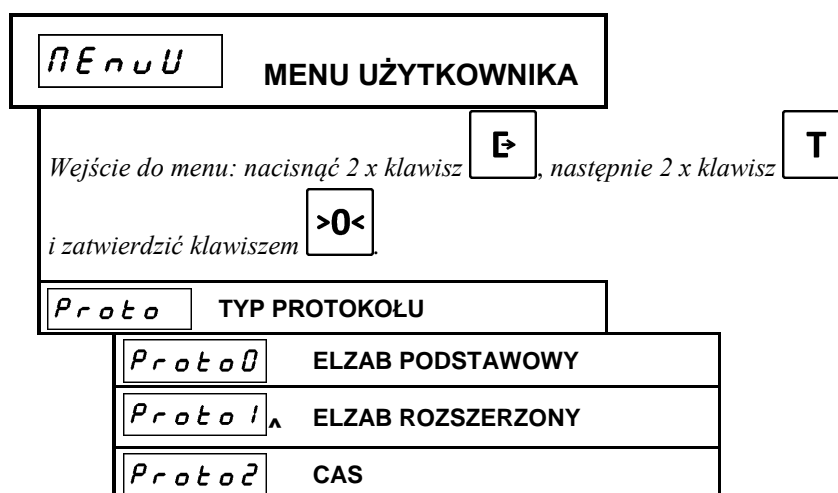 MEnuU MENU UŻYTKOWNIKA
Wejście do menu: nacisnąć 2 x klawisz , następnie 2 x klawisz T
i zatwierdzić klawiszem >0<.
Proto TYP PROTOKOŁU
Proto0 ELZAB PODSTAWOWY
Proto1^ ELZAB ROZSZERZONY
Proto2 CAS